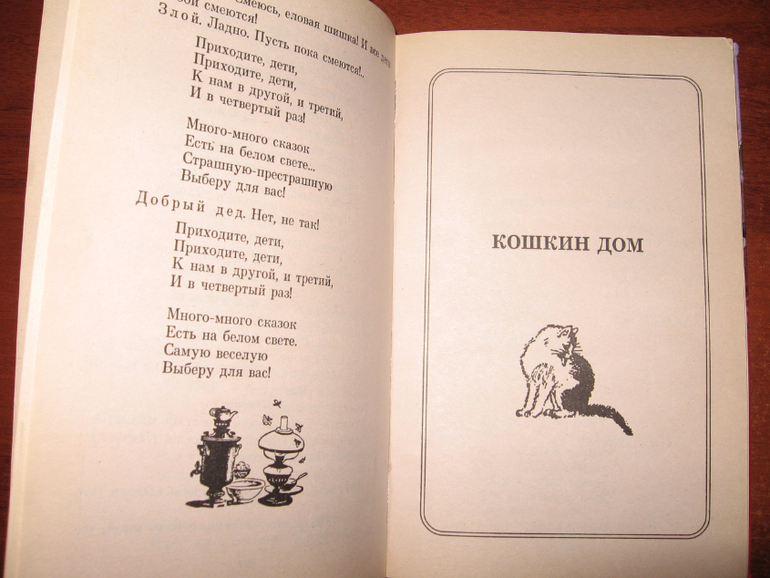 Смеюсь, еловая шишка! И все дети
смеются!
Злой. Ладно. Пусть пока смеются!..
Приходите, дети,
Приходите, дети,
К нам в другой, и третий,
И в четвертый раз!
Много-много сказок
Есть на белом свете...
Страшную-престрашную
Выберу для вас!
Добрый дед. Нет, не так!
Приходите, дети,
Приходите, дети,
К нам в другой, и третий,
И в четвертый раз!
Много-много сказок
Есть на белом свете.
Самую веселую
Выберу для вас!
КОШКИН ДОМ